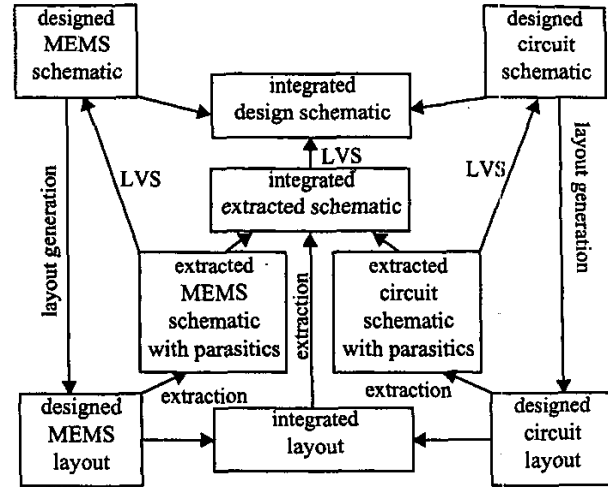 designed
MEMS
schematic
designed
circuit
schematic
integrated
design schematic
LVS
integrated
extracted schematic
LVS
LVS
layout generation
layout generation
extracted
MEMS
schematic
with parasitics
extraction
extracted
circuit
schematic
with parasitics
extraction
extraction
designed
MEMS
layout
integrated
layout
designed
circuit
layout